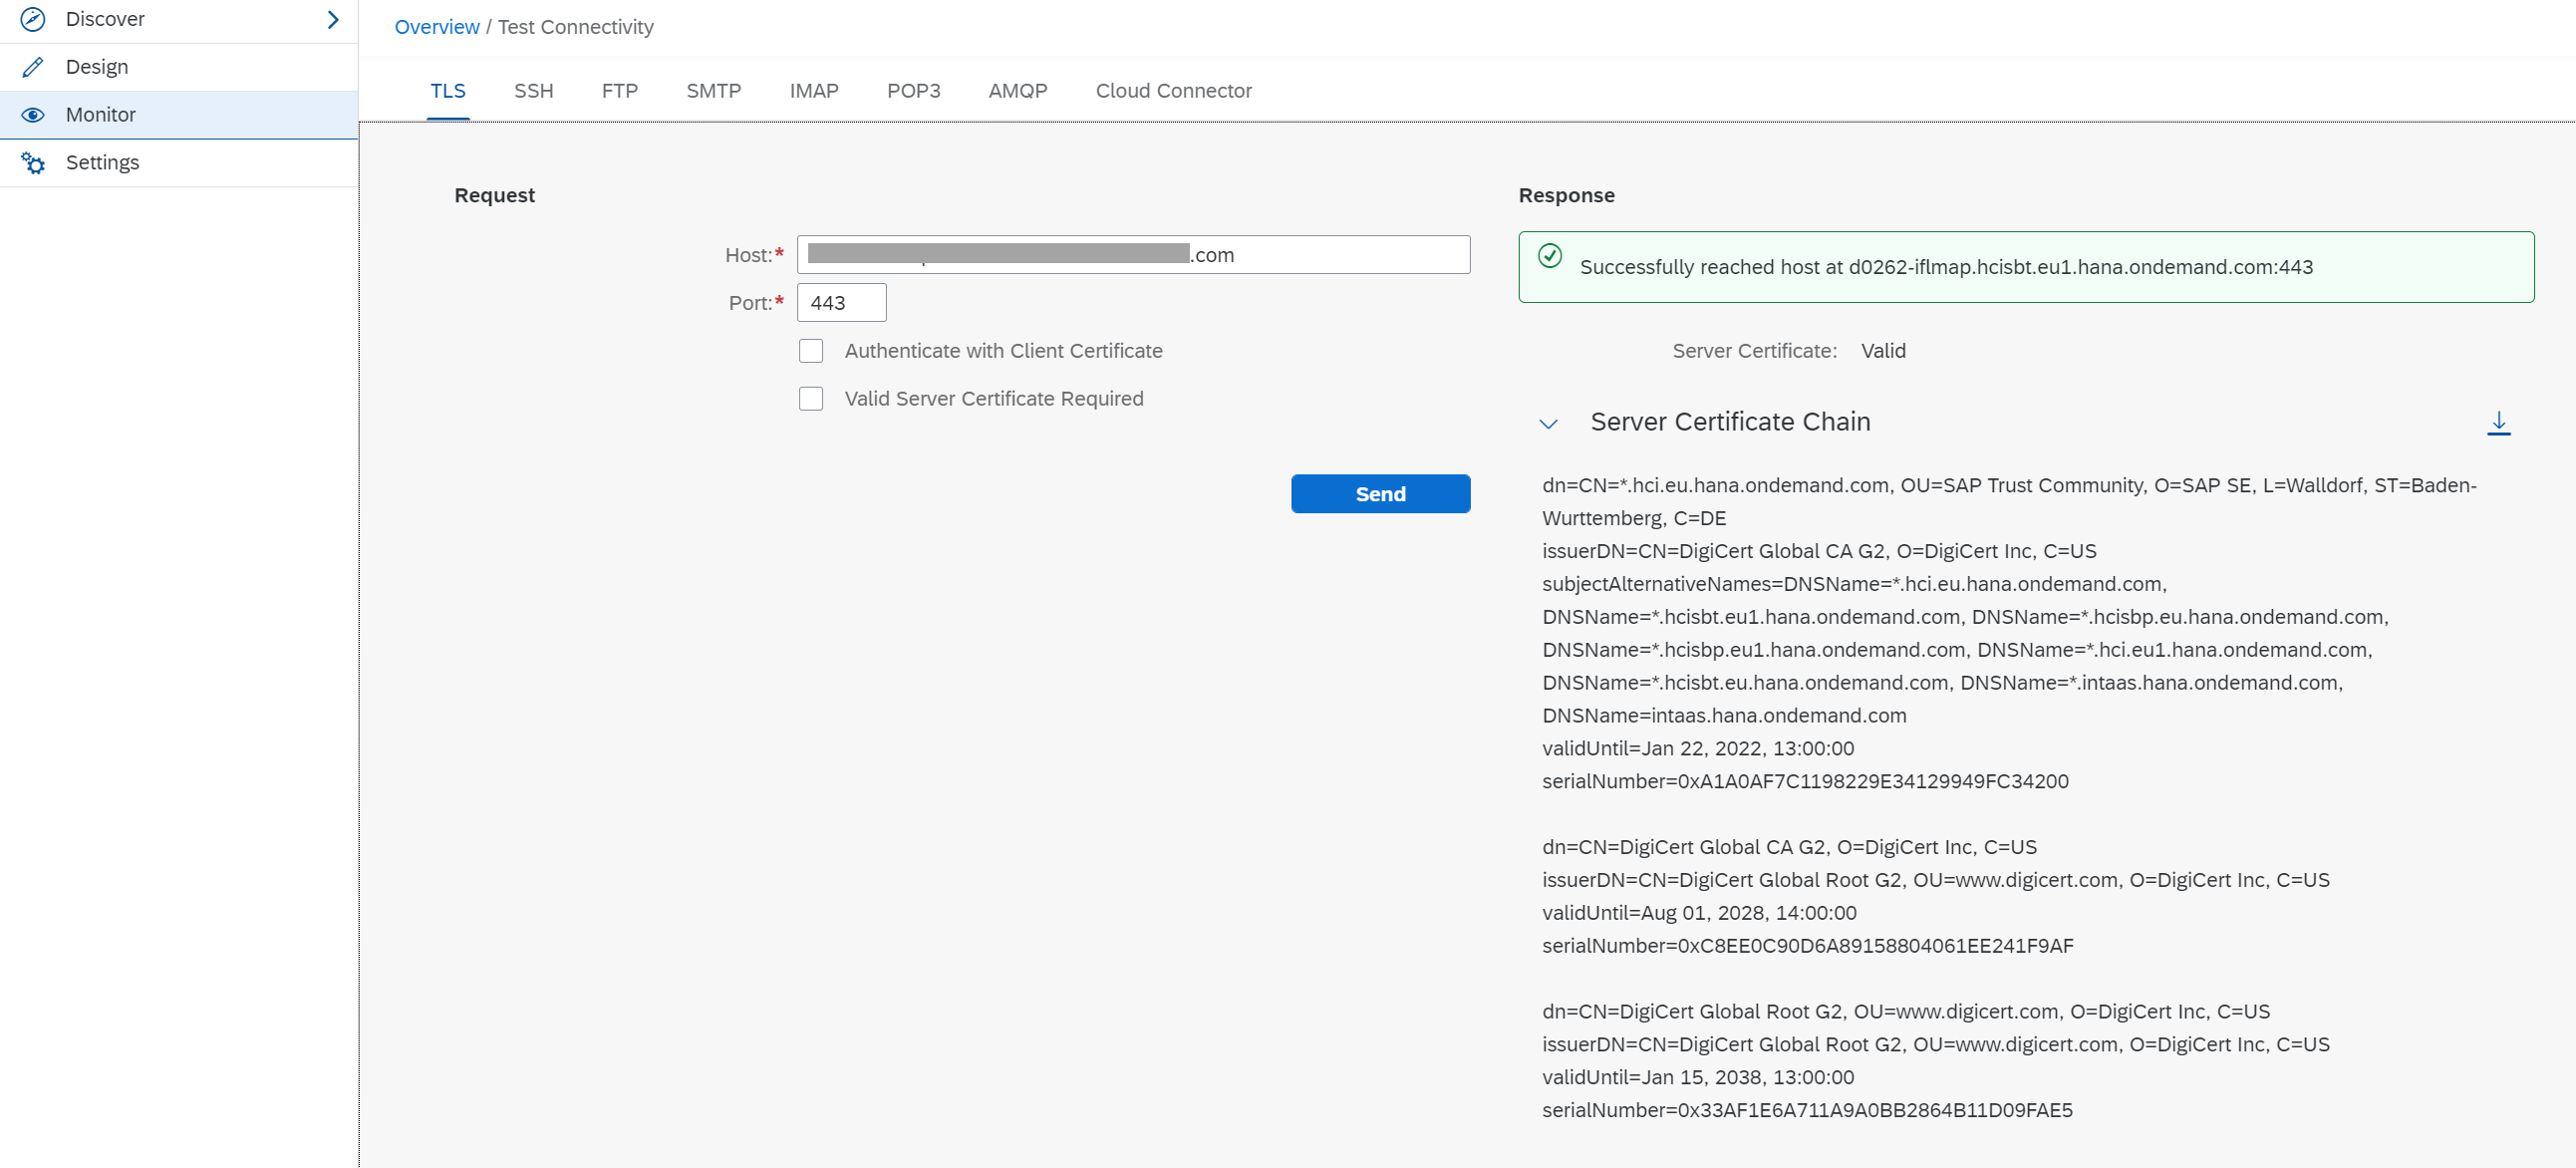 Discover
Design
Monitor
Settings
Overview / Test Connectivity
TLS SSH FTP SMTP IMAP POP3 AMQP Cloud Connector
Request
Host:* .com
Port:* 443
Authenticate with Client Certificate
Valid Server Certificate Required
Send
Response
Successfully reached host at d0262-iflmap.hcisbt.eu1.hana.ondemand.com:443
Server Certificate: Valid
Server Certificate Chain
dn=CN=*.hci.eu.hana.ondemand.com, OU=SAP Trust Community, O=SAP SE, L=Walldorf, ST=Baden-
Wurttemberg, C=DE
issuerDN=CN=DigiCert Global CA G2, O=DigiCert Inc, C=US
subjectAlternativeNames=DNSName=*.hci.eu.hana.ondemand.com,
DNSName=*.hcisbt.eu1.hana.ondemand.com, DNSName=*.hcisbp.eu.hana.ondemand.com,
DNSName=*.hcisbp.eu1.hana.ondemand.com, DNSName=*.hci.eu1.hana.ondemand.com,
DNSName=*.hcisbt.eu.hana.ondemand.com, DNSName=*.intaas.hana.ondemand.com,
DNSName=intaas.hana.ondemand.com
validUntil=Jan 22, 2022, 13:00:00
serialNumber=0xA1A0AF7C1198229E34129949FC34200
dn=CN=DigiCert Global CA G2, O=DigiCert Inc, C=US
issuerDN=CN=DigiCert Global Root G2, OU=www.digicert.com, O=DigiCert Inc, C=US
validUntil=Aug 01, 2028, 14:00:00
serialNumber=0xC8EE0C90D6A89158804061EE241F9AF
dn=CN=DigiCert Global Root G2, OU=www.digicert.com, O=DigiCert Inc, C=US
issuerDN=CN=DigiCert Global Root G2, OU=www.digicert.com, O=DigiCert Inc, C=US
validUntil=Jan 15, 2038, 13:00:00
serialNumber=0x33AF1E6A711A9A0BB2864B11D09FAE5